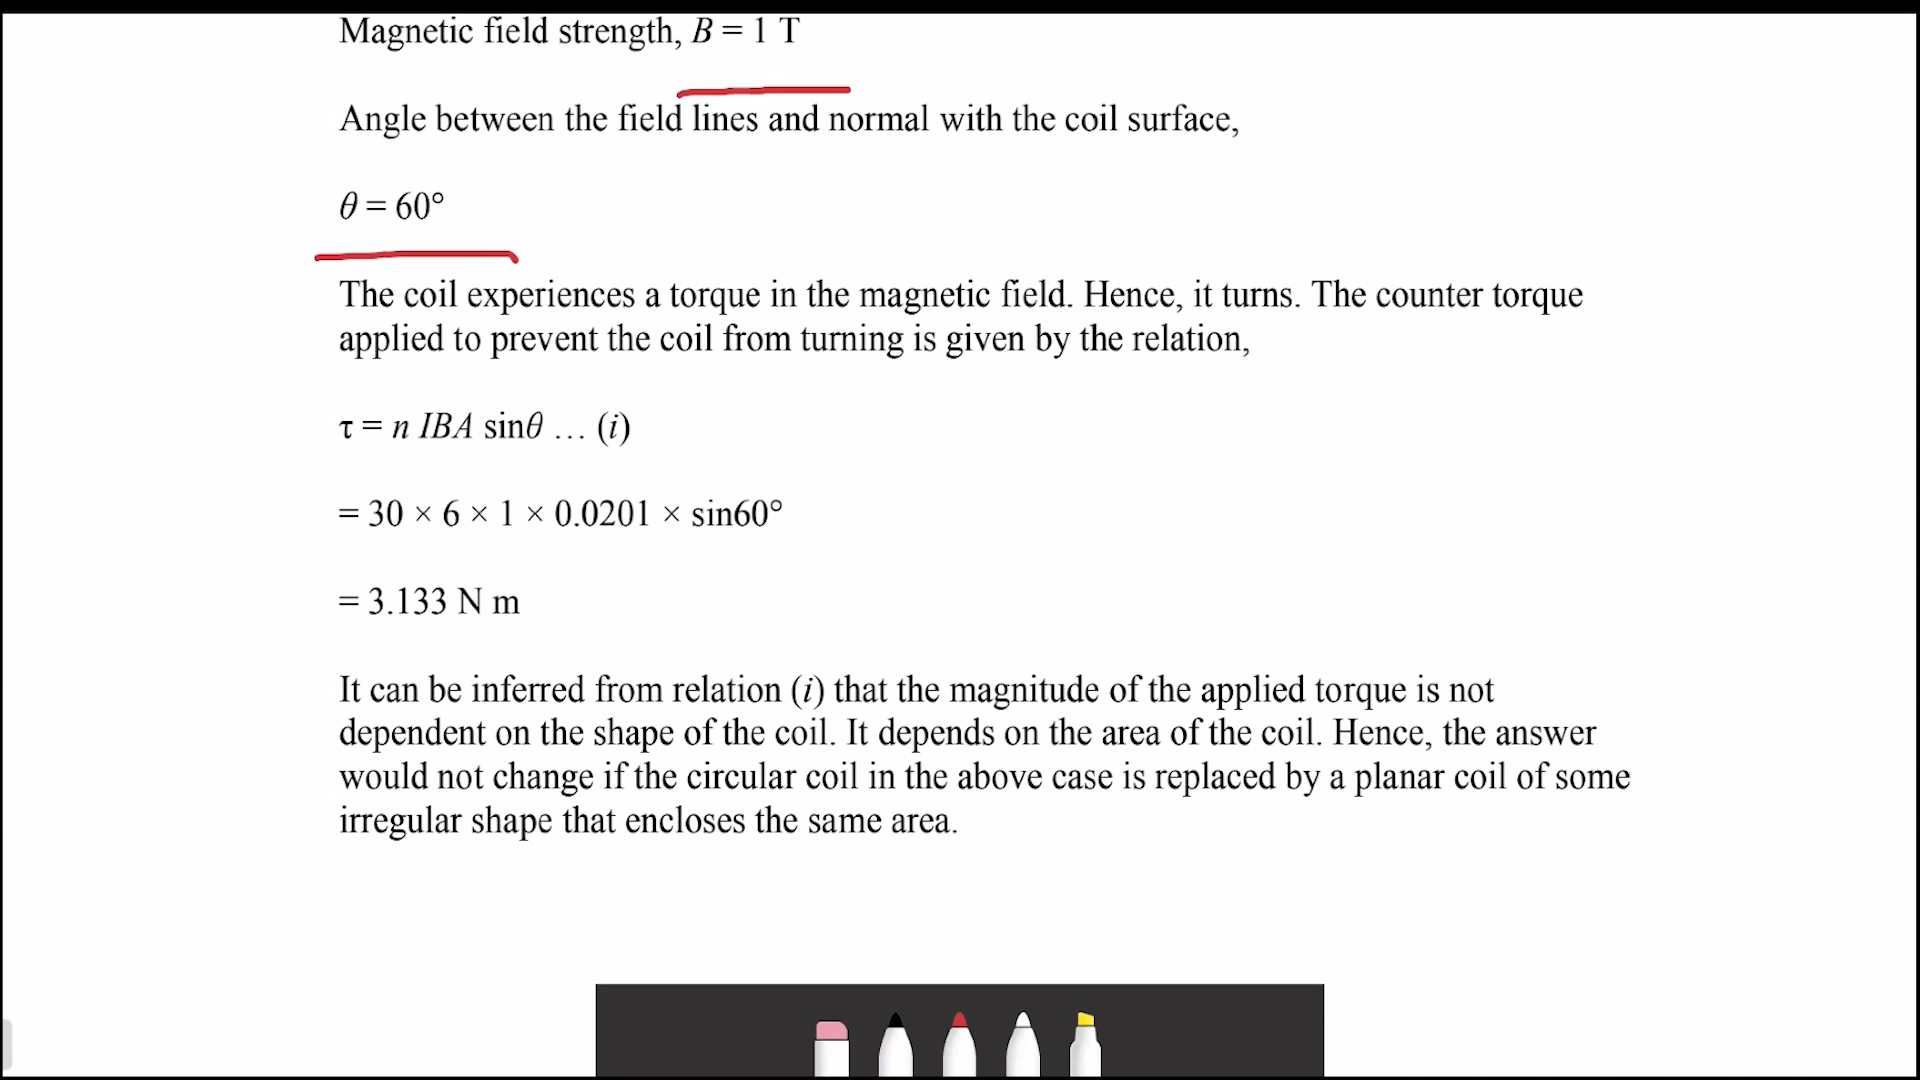 Magnetic field strength, B = 1 T
Angle between the field lines and normal with the coil surface,
θ = 60°
The coil experiences a torque in the magnetic field. Hence, it turns. The counter torque
applied to prevent the coil from turning is given by the relation,
τ = n IBA sinθ … (i)
= 30 × 6 × 1 × 0.0201 × sin60°
= 3.133 N m
It can be inferred from relation (i) that the magnitude of the applied torque is not
dependent on the shape of the coil. It depends on the area of the coil. Hence, the answer
would not change if the circular coil in the above case is replaced by a planar coil of some
irregular shape that encloses the same area.